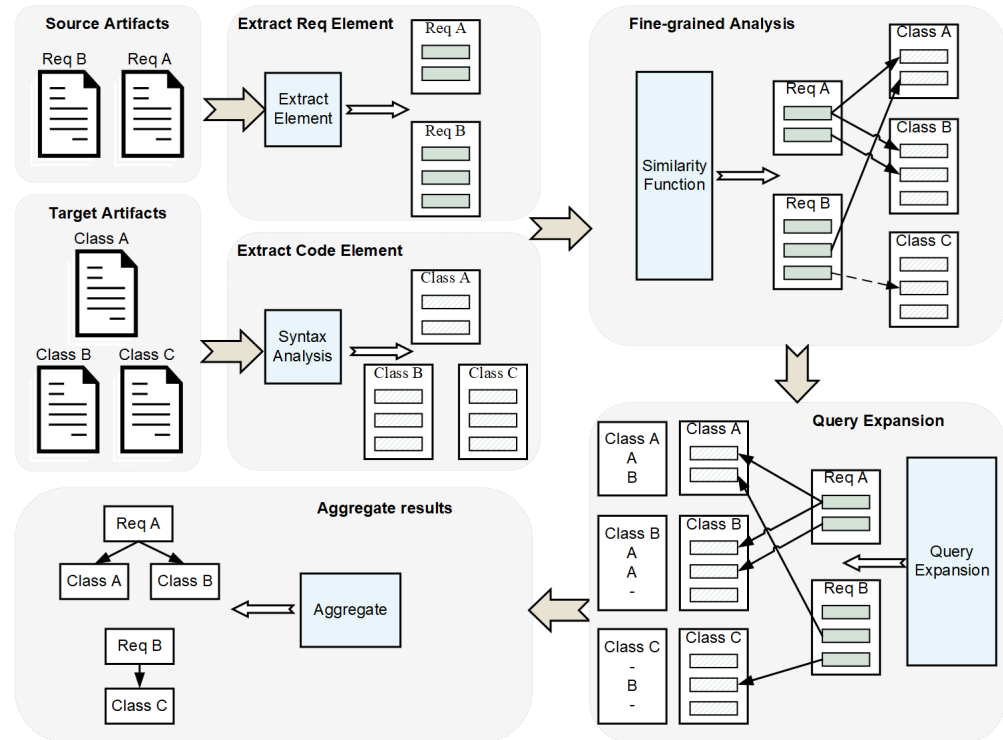 Source Artifacts
Req B
Req A
Extract Req Element
Extract
Element
Req A
Req B
Target Artifacts
Class A
Class B
Class C
Extract Code Element
Syntax
Analysis
Class A
Class B
Class C
Fine-grained Analysis
Similarity
Function
Req A
Req B
Class A
Class B
Class C
Query Expansion
Class A
A
B
Class A
Class B
A
A
-
Class B
Class C
-
B
-
Class C
Req A
Req B
Query
Expansion
Aggregate results
Req A
Class A
Class B
Req B
Class C
Aggregate